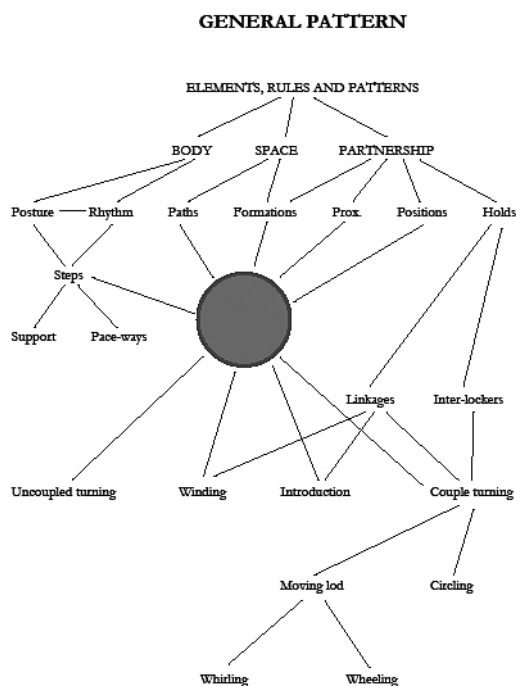 GENERAL PATTERN
ELEMENTS, RULES AND PATTERNS
BODY SPACE PARTNERSHIP
Posture Rhythm Paths Formations Prox. Positions Holds
Steps
Support Pace-ways
Linkages Inter-lockers
Uncoupled turning Winding Introduction Couple turning
Moving lod Circling
Whirling Wheeling